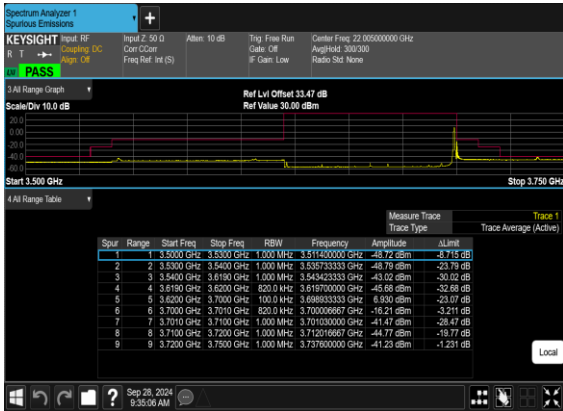 Spectrum Analyzer 1
Spurious Emissions
+
KEYSIGHT Input: RF Input Z: 50 Ω Atten: 10 dB Trig: Free Run Center Freq: 22.005000000 GHz
R T Coupling: DC Corr CCorr Gate: Off Avg|Hold: 300/300
Align: Off Freq Ref: Int (S) IF Gain: Low Radio Std: None
PASS
3 All Range Graph
Ref Lvl Offset 33.47 dB
Scale/Div 10.0 dB Ref Value 30.00 dBm
20.0
0.00
-20.0
-40.0
-60.0
Start 3.500 GHz Stop 3.750 GHz
4 All Range Table
Measure Trace Trace 1
Trace Type Trace Average (Active)
Spur Range Start Freq Stop Freq RBW Frequency Amplitude ΔLimit
1 1 3.5000 GHz 3.5300 GHz 1.000 MHz 3.511400000 GHz -48.72 dBm -8.715 dB
2 2 3.5300 GHz 3.5400 GHz 1.000 MHz 3.535733333 GHz -48.79 dBm -23.79 dB
3 3 3.5400 GHz 3.6190 GHz 1.000 MHz 3.543423333 GHz -43.02 dBm -30.02 dB
4 4 3.6190 GHz 3.6200 GHz 820.0 kHz 3.619700000 GHz -45.68 dBm -32.68 dB
5 5 3.6200 GHz 3.7000 GHz 100.0 kHz 3.698933333 GHz 6.930 dBm -23.07 dB
6 6 3.7000 GHz 3.7010 GHz 820.0 kHz 3.700006667 GHz -16.21 dBm -3.211 dB
7 7 3.7010 GHz 3.7100 GHz 1.000 MHz 3.701030000 GHz -41.47 dBm -28.47 dB
8 8 3.7100 GHz 3.7200 GHz 1.000 MHz 3.712016667 GHz -44.77 dBm -19.77 dB
9 9 3.7200 GHz 3.7500 GHz 1.000 MHz 3.737600000 GHz -41.23 dBm -1.231 dB
Local
? Sep 28, 2024
9:35:06 AM